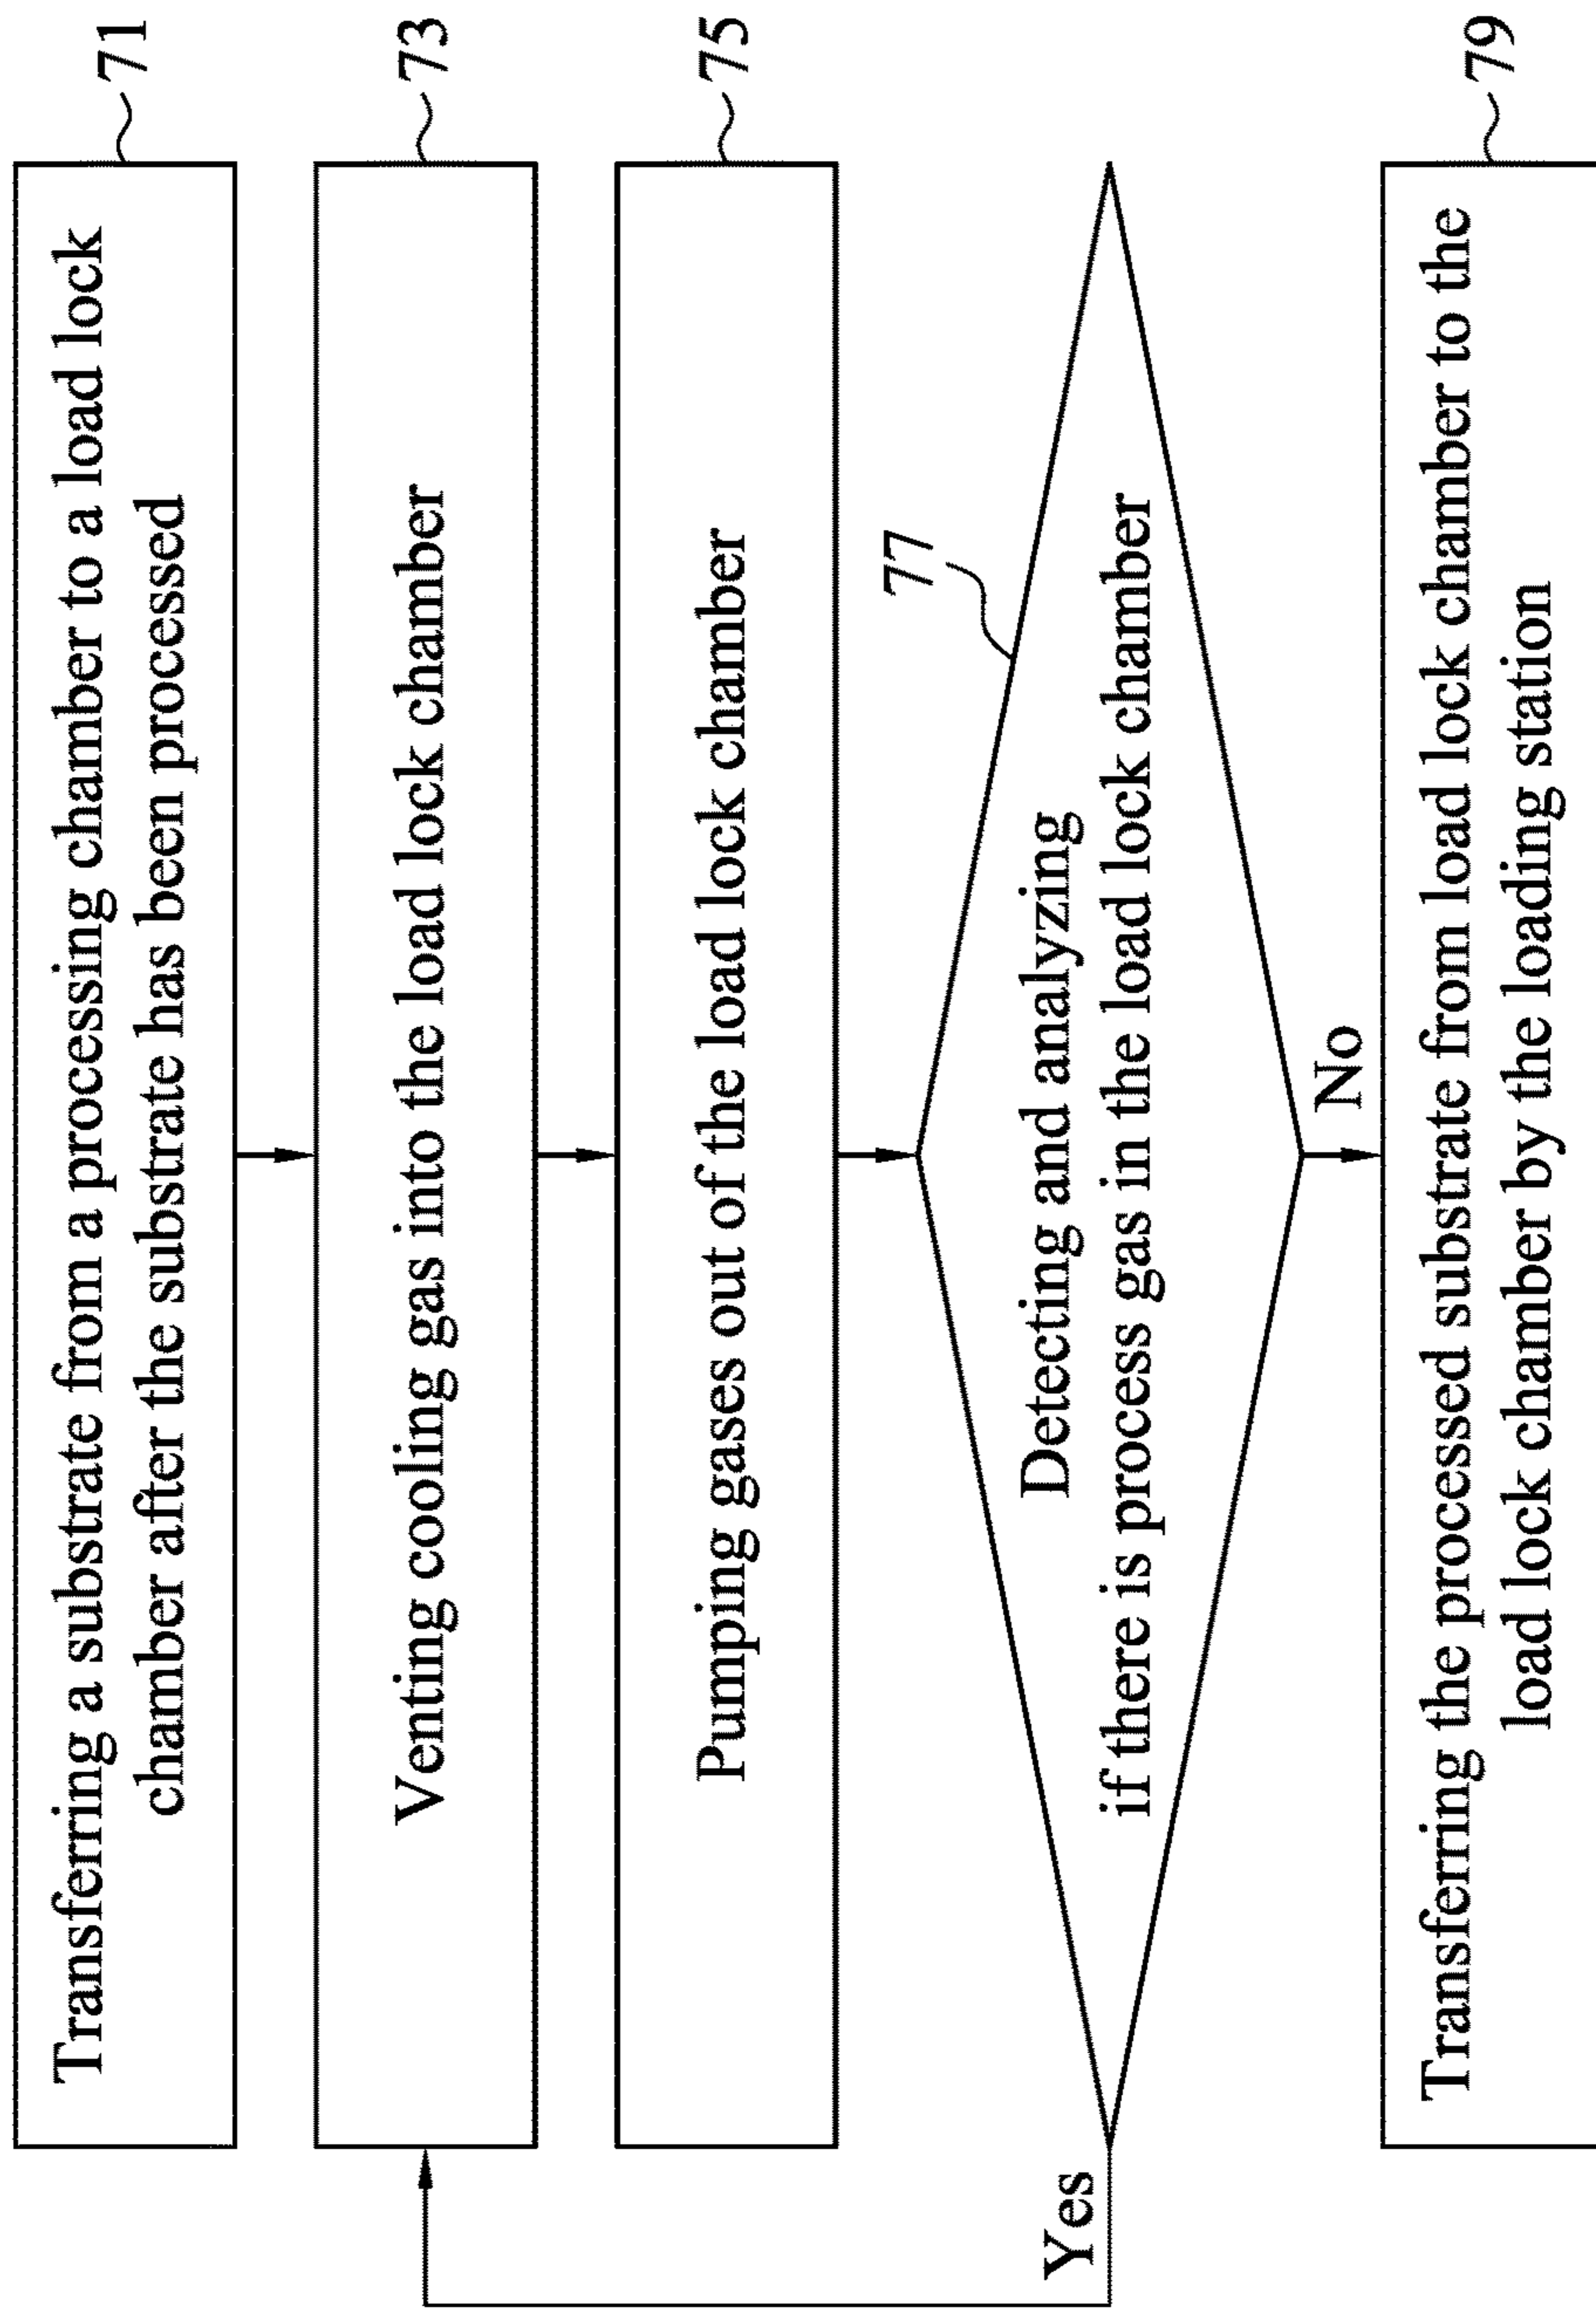 Transferring a substrate from a processing chamber to a load lock
chamber after the substrate has been processed
71
Venting cooling gas into the load lock chamber
73
Pumping gases out of the load lock chamber
75
77
Detecting and analyzing
if there is process gas in the load lock chamber
Yes
No
Transferring the processed substrate from load lock chamber to the
load lock chamber by the loading station
79